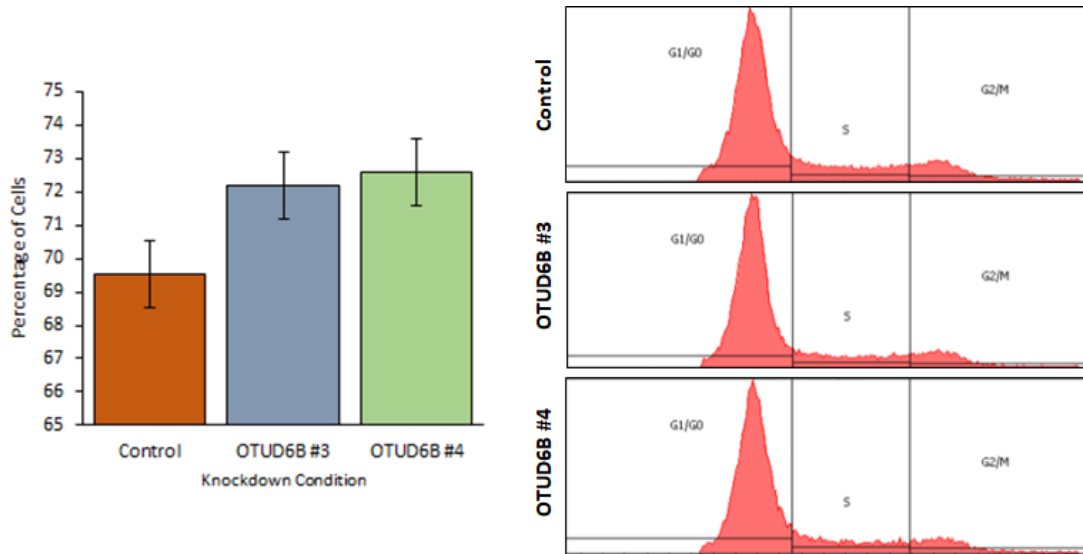 Percentage of Cells
75
74
73
72
71
70
69
68
67
66
65
Control
OTUD6B #3
OTUD6B #4
Knockdown Condition
Control
G1/G0
S
G2/M
OTUD6B #3
G1/G0
S
G2/M
OTUD6B #4
G1/G0
S
G2/M